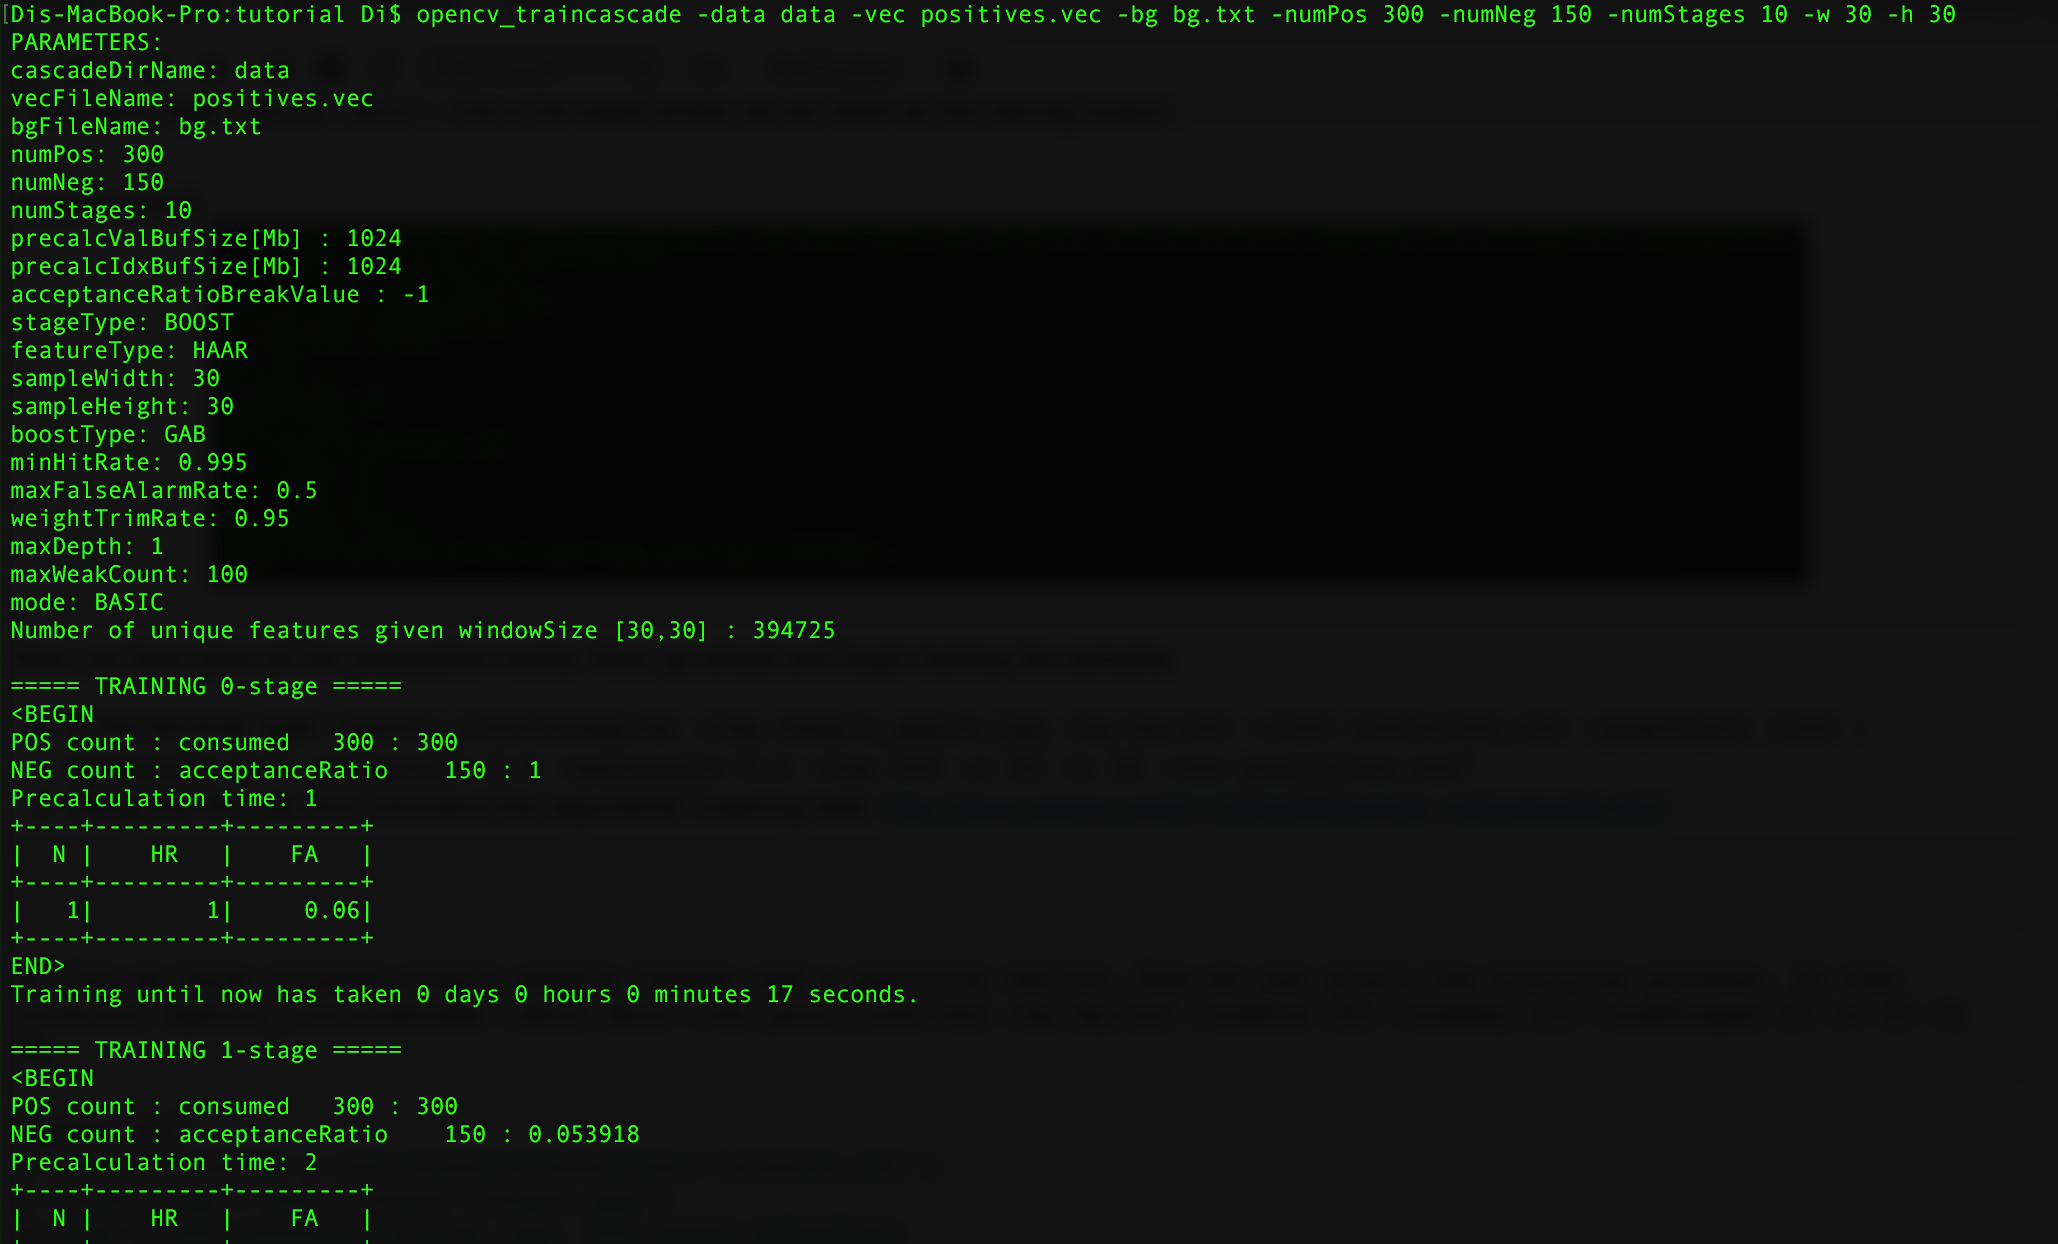 [Dis-MacBook-Pro:tutorial Di$ opencv_traincascade -data data -vec positives.vec -bg bg.txt -numPos 300 -numNeg 150 -numStages 10 -w 30 -h 30
PARAMETERS:
cascadeDirName: data
vecFileName: positives.vec
bgFileName: bg.txt
numPos: 300
numNeg: 150
numStages: 10
precalcValBufSize[Mb] : 1024
precalcIdxBufSize[Mb] : 1024
acceptanceRatioBreakValue : -1
stageType: BOOST
featureType: HAAR
sampleWidth: 30
sampleHeight: 30
boostType: GAB
minHitRate: 0.995
maxFalseAlarmRate: 0.5
weightTrimRate: 0.95
maxDepth: 1
maxWeakCount: 100
mode: BASIC
Number of unique features given windowSize [30,30] : 394725

===== TRAINING 0-stage =====
<BEGIN
POS count : consumed   300 : 300
NEG count : acceptanceRatio    150 : 1
Precalculation time: 1
+----+---------+---------+
|  N |    HR   |    FA   |
+----+---------+---------+
|   1|        1|     0.06|
+----+---------+---------+
END>
Training until now has taken 0 days 0 hours 0 minutes 17 seconds.

===== TRAINING 1-stage =====
<BEGIN
POS count : consumed   300 : 300
NEG count : acceptanceRatio    150 : 0.053918
Precalculation time: 2
+----+---------+---------+
|  N |    HR   |    FA   |